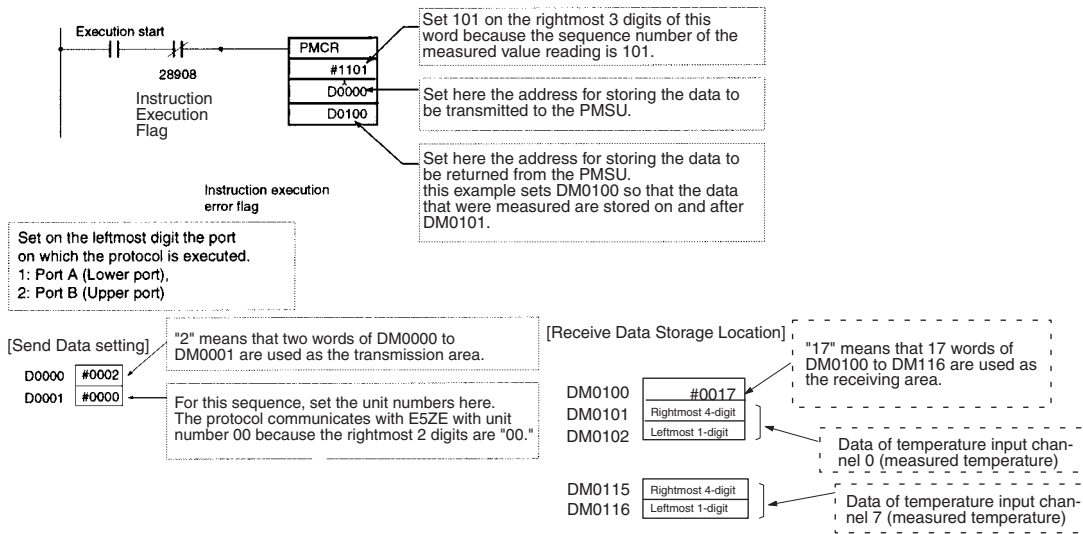 Execution start
28908
Instruction
Execution
Flag
PMCR
#1101
D0000
D0100
Set 101 on the rightmost 3 digits of this
word because the sequence number of the
measured value reading is 101.
Set here the address for storing the data to
be transmitted to the PMSU.
Set here the address for storing the data to
be returned from the PMSU.
this example sets DM0100 so that the data
that were measured are stored on and after
DM0101.
Instruction execution
error flag
Set on the leftmost digit the port
on which the protocol is executed.
1: Port A (Lower port),
2: Port B (Upper port)
[Send Data setting]
D0000 #0002
D0001 #0000
"2" means that two words of DM0000 to
DM0001 are used as the transmission area.
For this sequence, set the unit numbers here.
The protocol communicates with E5ZE with unit
number 00 because the rightmost 2 digits are "00."
[Receive Data Storage Location]
"17" means that 17 words of
DM0100 to DM116 are used as
the receiving area.
DM0100 #0017
DM0101 Rightmost 4-digit
DM0102 Leftmost 1-digit
Data of temperature input chan-
nel 0 (measured temperature)
DM0115 Rightmost 4-digit
DM0116 Leftmost 1-digit
Data of temperature input chan-
nel 7 (measured temperature)